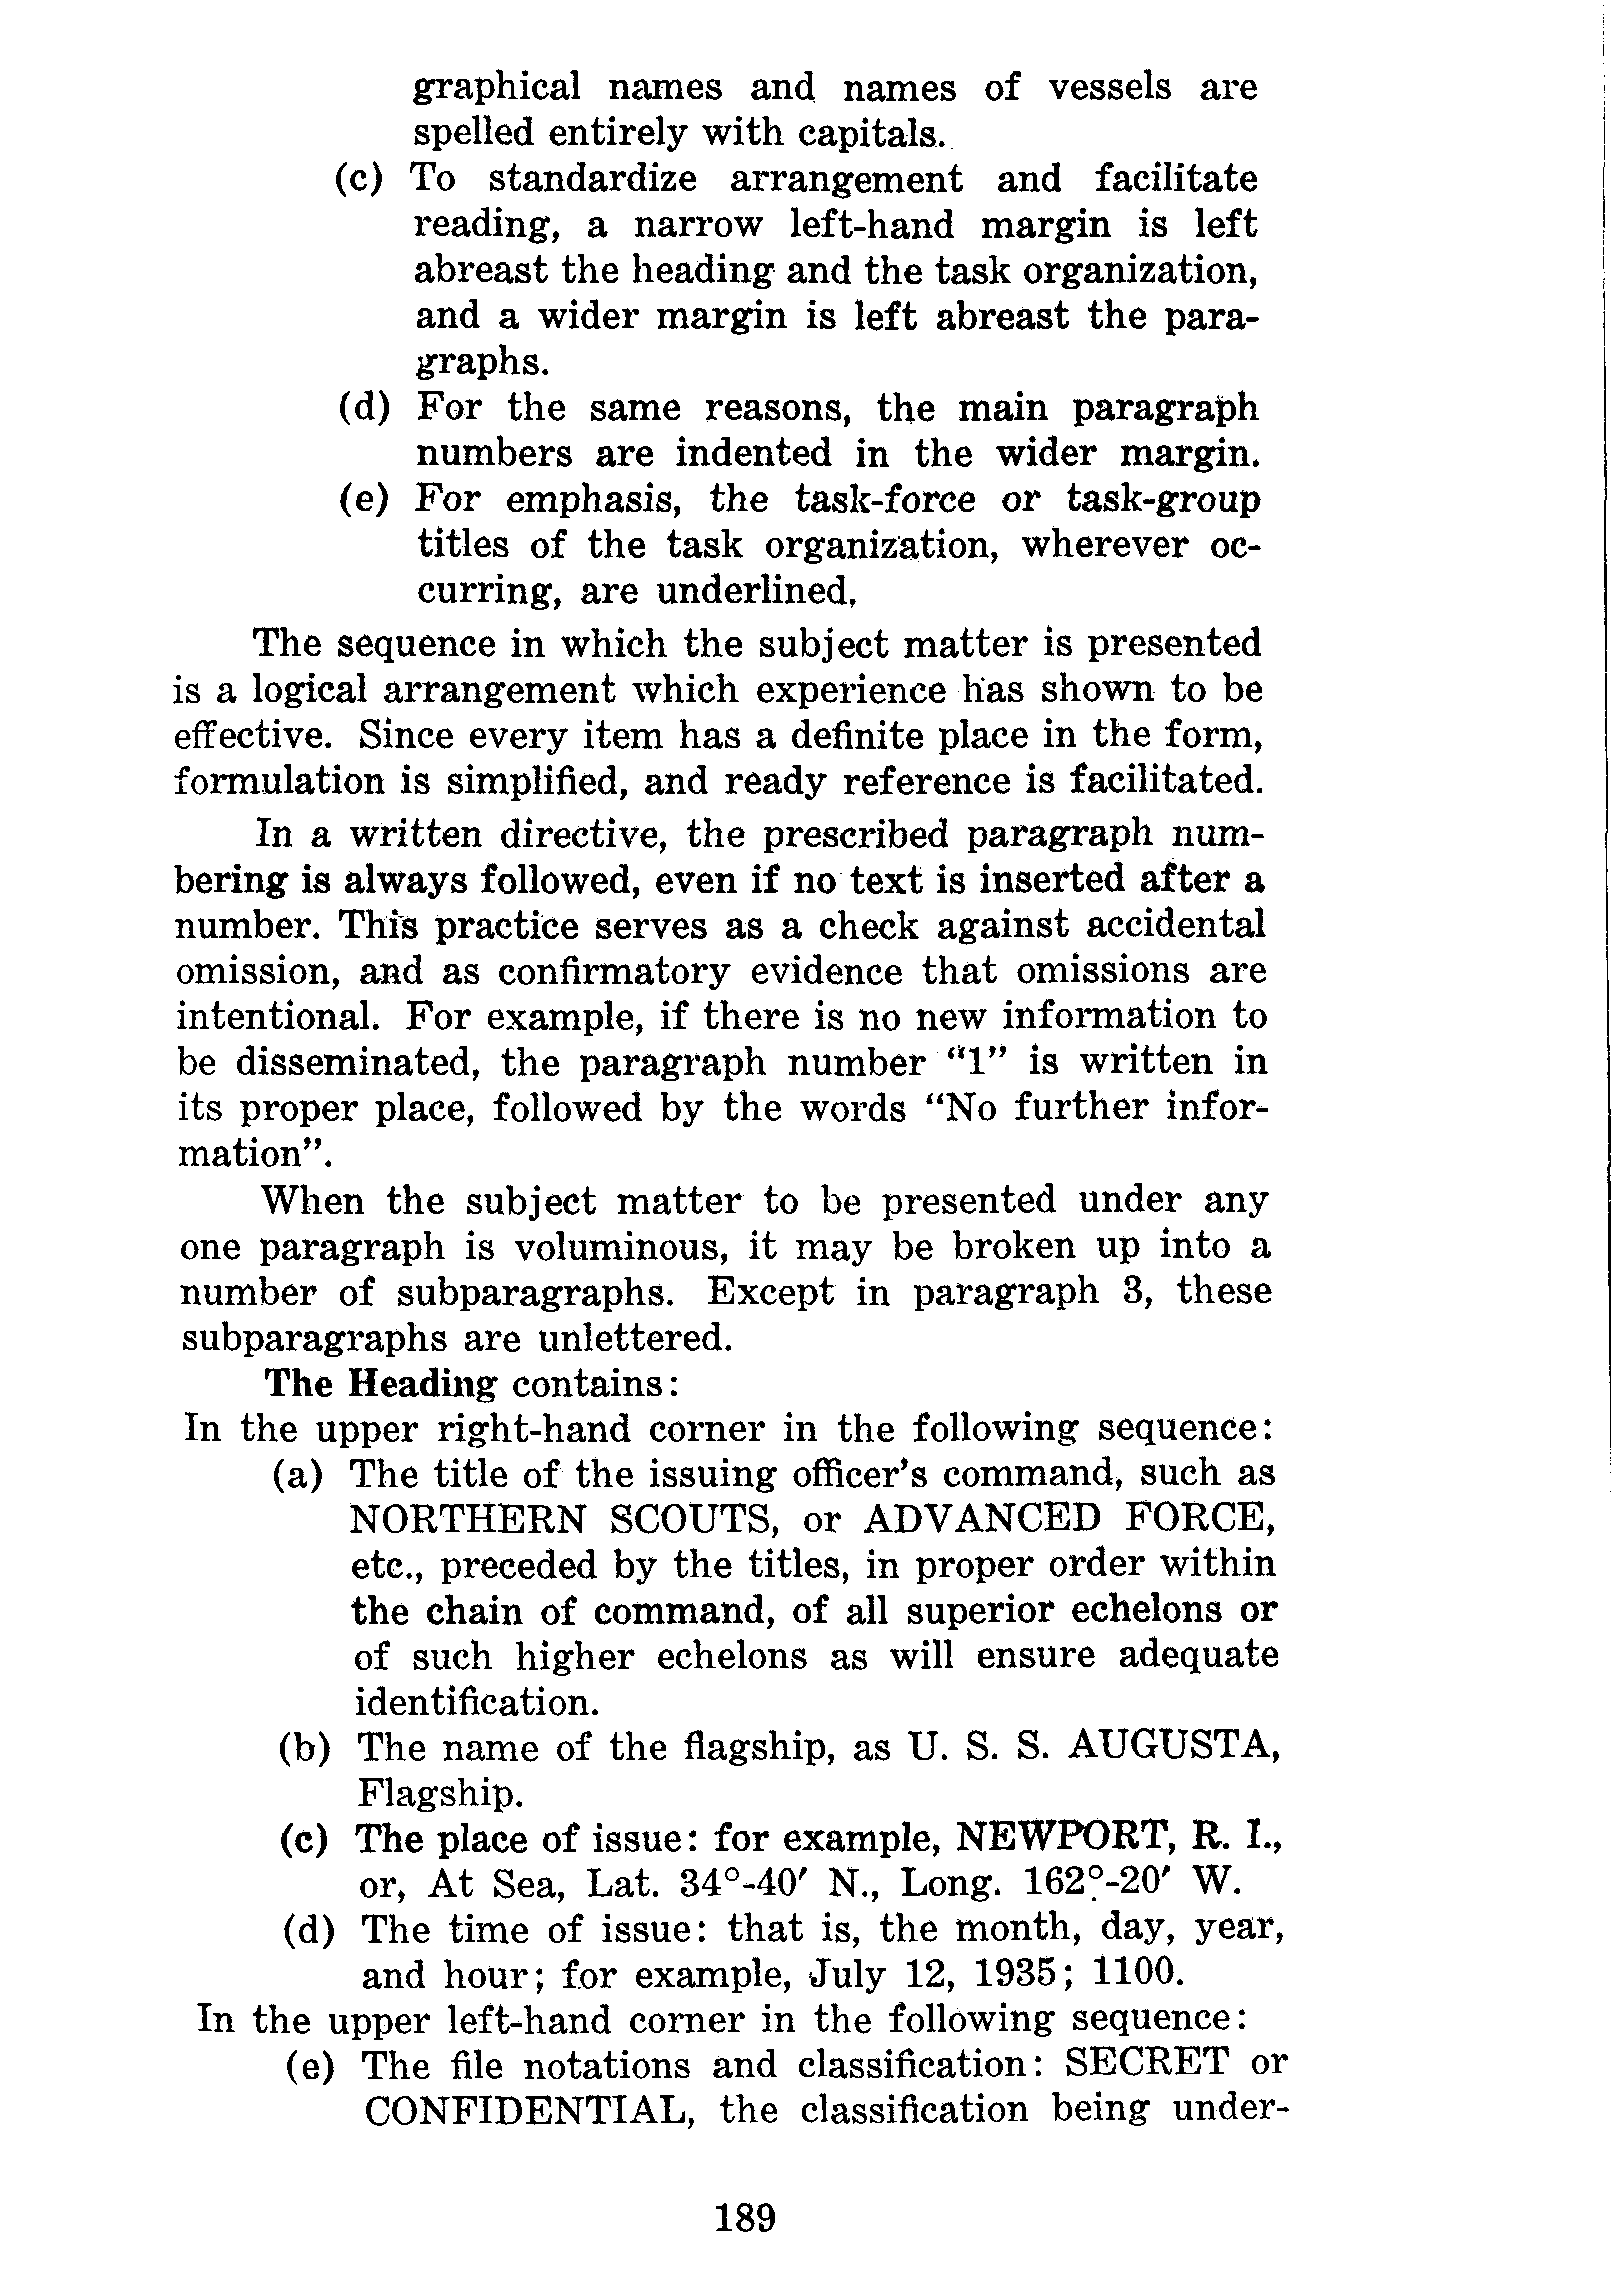 graphical names and names of vessels are
spelled entirely with capitals.
(c) To standardize arrangement and facilitate
reading, a narrow left-hand margin is left
abreast the heading and the task organization,
and a wider margin is left abreast the para-
graphs.
(d) For the same reasons, the main paragraph
numbers are indented in the wider margin.
(e) For emphasis, the task-force or task-group
titles of the task organization, wherever oc-
curring, are underlined.
The sequence in which the subject matter is presented
is a logical arrangement which experience has shown to be
effective. Since every item has a definite place in the form,
formulation is simplified, and ready reference is facilitated.
In a written directive, the prescribed paragraph num-
bering is always followed, even if no text is inserted after a
number. This practice serves as a check against accidental
omission, and as confirmatory evidence that omissions are
intentional. For example, if there is no new information to
be disseminated, the paragraph number "1" is written in
its proper place, followed by the words "No further infor-
mation".
When the subject matter to be presented under any
one paragraph is voluminous, it may be broken up into a
number of subparagraphs. Except in paragraph 3, these
subparagraphs are unlettered.
The Heading contains:
In the upper right-hand corner in the following sequence:
(a) The title of the issuing officer's command, such as
NORTHERN SCOUTS, or ADVANCED FORCE,
etc., preceded by the titles, in proper order within
the chain of command, of all superior echelons or
of such higher echelons as will ensure adequate
identification.
(b) The name of the flagship, as U. S. S. AUGUSTA,
Flagship.
(c) The place of issue: for example, NEWPORT, R. I.,
or, At Sea, Lat. 34°-40′ N., Long. 162°-20′ W.
(d) The time of issue: that is, the month, day, year,
and hour; for example, July 12, 1935; 1100.
In the upper left-hand corner in the following sequence:
(e) The file notations and classification: SECRET or
CONFIDENTIAL, the classification being under-
189